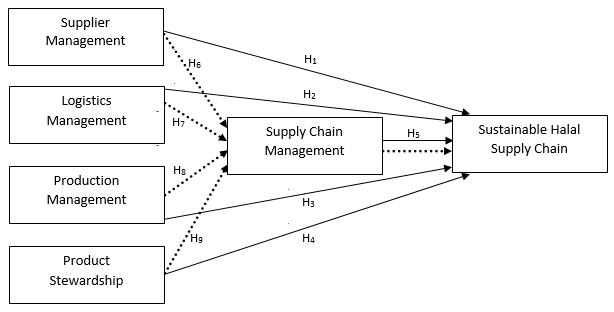 Supplier
Management
H1
H6
Logistics
Management
H2
H7
Supply Chain
Management
H5
Sustainable Halal
Supply Chain
Production
Management
H8
H3
H9
H4
Product
Stewardship